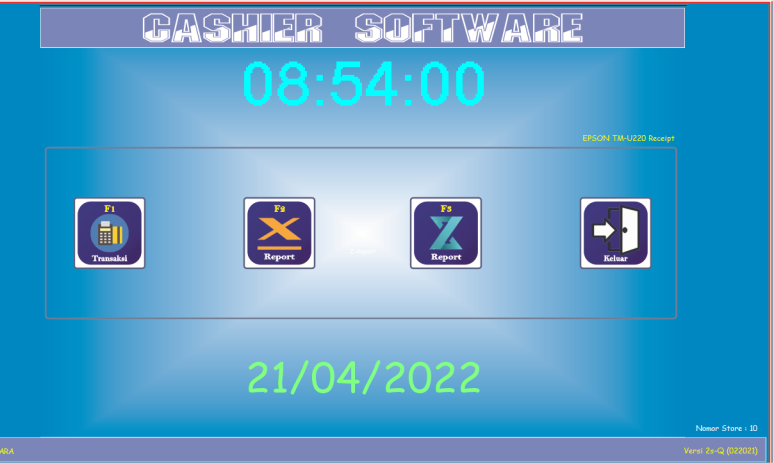 CASHIER SOFTWARE
08:54:00
EPSON TM-U220 Receipt
F1
Transaksi
F2
X
Report
F3
Z
Report
Keluar
21/04/2022
Nomor Store : 10
ARA
Versi 2s-Q (022021)